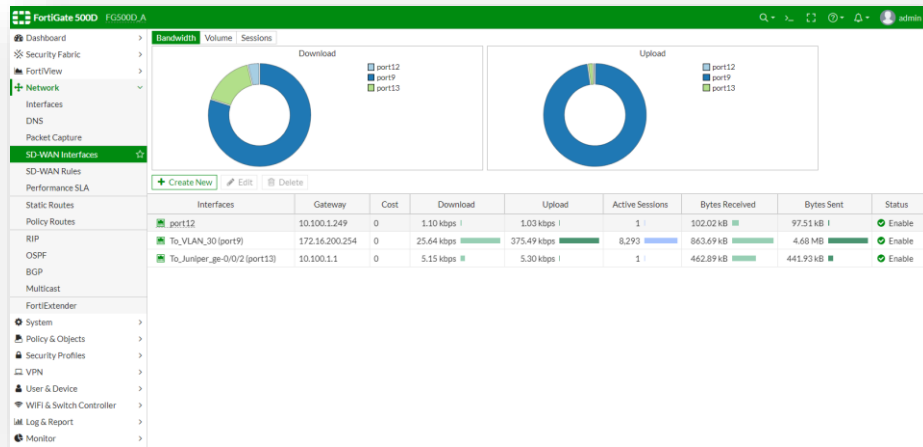 FortiGate 500D FG500D_A
admin
Dashboard
Security Fabric
FortiView
Network
Interfaces
DNS
Packet Capture
SD-WAN Interfaces
SD-WAN Rules
Performance SLA
Static Routes
Policy Routes
RIP
OSPF
BGP
Multicast
FortiExtender
System
Policy & Objects
Security Profiles
VPN
User & Device
WiFi & Switch Controller
Log & Report
Monitor
Bandwidth Volume Sessions
Download
port12
port9
port13
Upload
port12
port9
port13
+ Create New Edit Delete
Interfaces Gateway Cost Download Upload Active Sessions Bytes Received Bytes Sent Status
port12 10.100.1.249 0 1.10 kbps 1.03 kbps 1 102.02 kB 97.51 kB Enable
To_VLAN_30 (port9) 172.16.200.254 0 25.64 kbps 375.49 kbps 8,293 863.69 kB 4.68 MB Enable
To_Juniper_ge-0/0/2 (port13) 10.100.1.1 0 5.15 kbps 5.30 kbps 1 462.89 kB 441.93 kB Enable